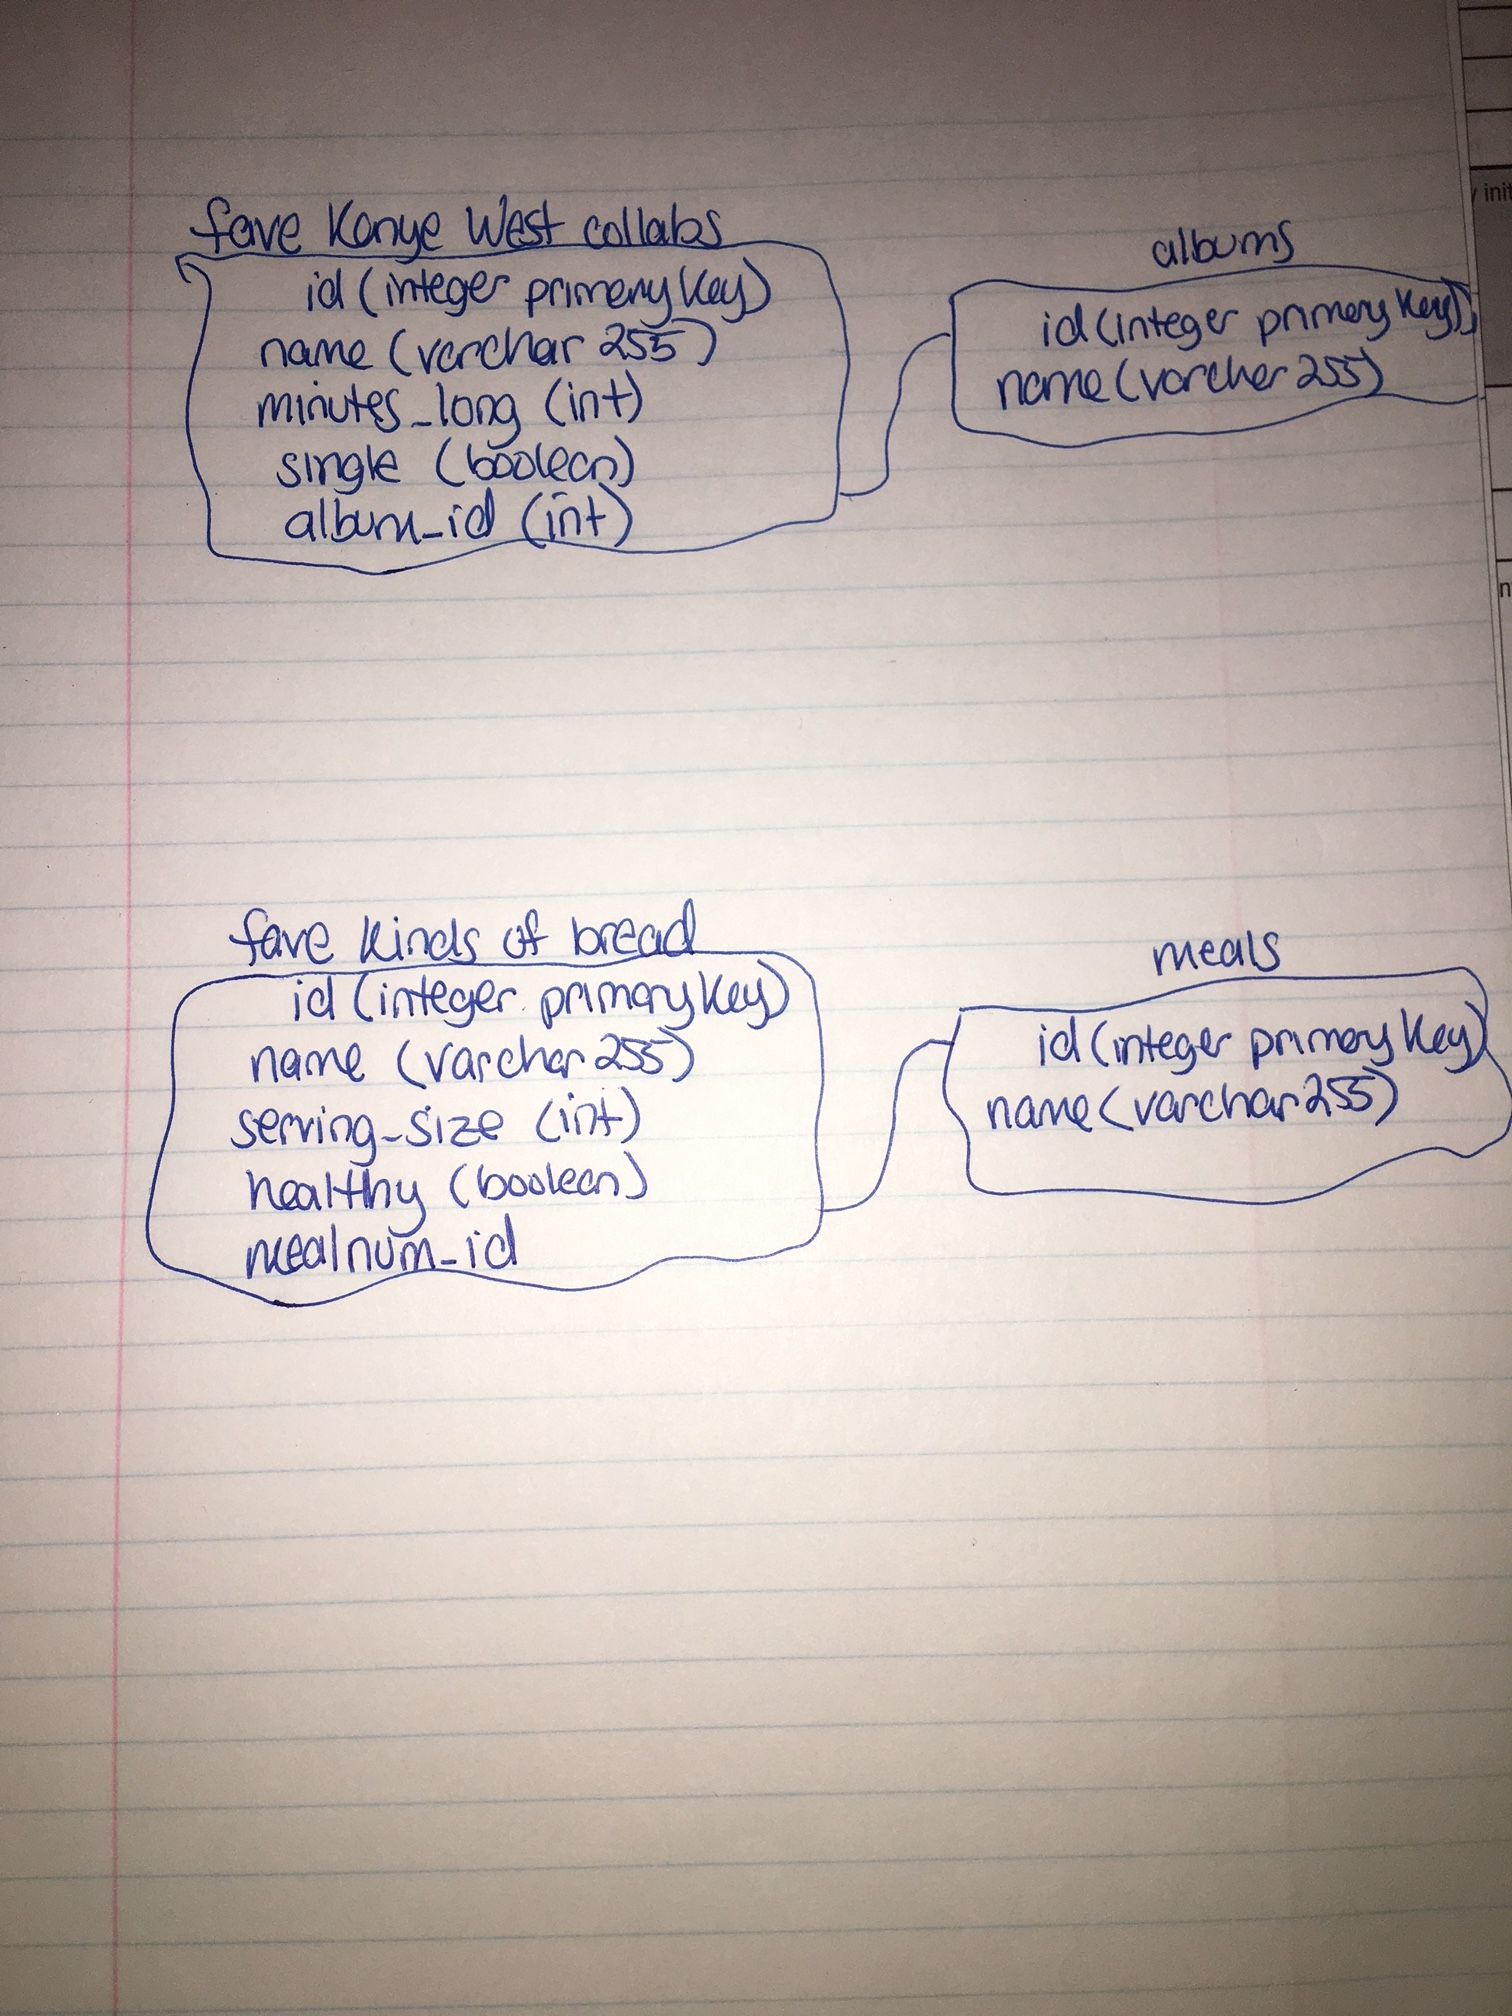 fave Kanye West collabs
id (integer primary key)
name (varchar 255)
minutes_long (int)
single (boolean)
album_id (int)
albums
id (integer primary key)
name (varchar 255)
fave kinds of bread
id (integer primary key)
name (varchar 255)
serving_size (int)
healthy (boolean)
mealnum_id
meals
id (integer primary key)
name (varchar 255)